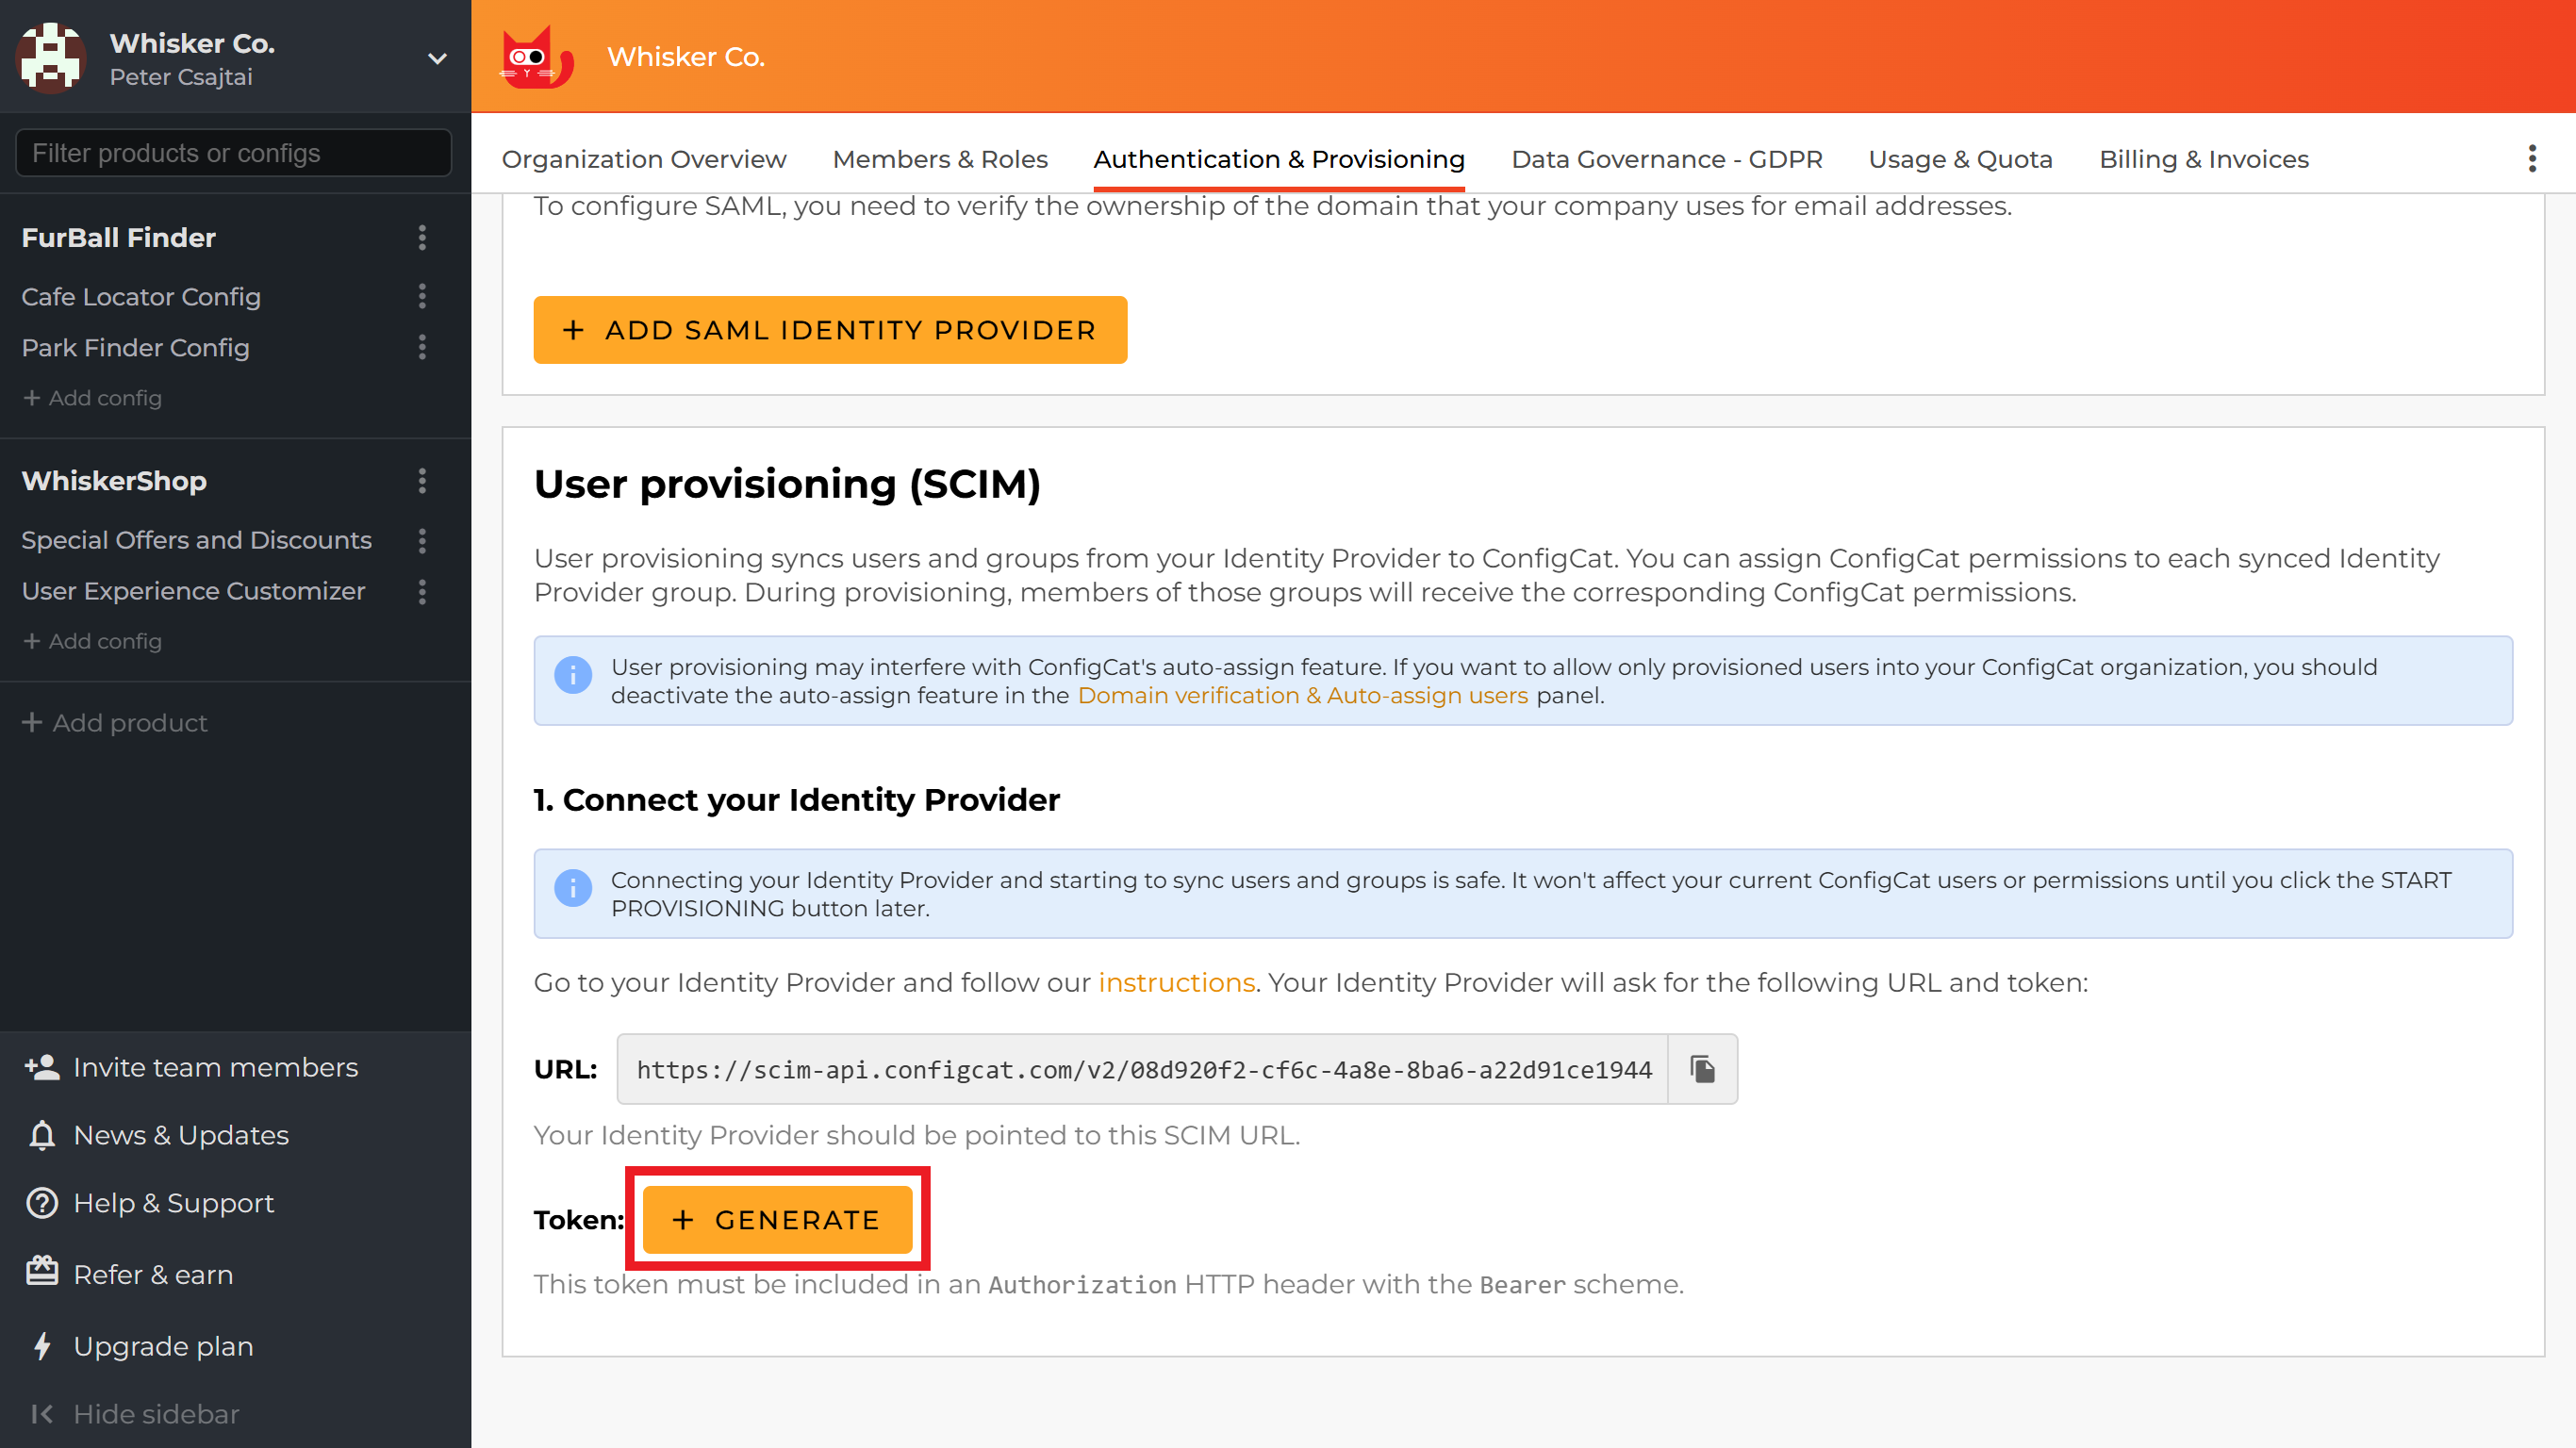 Whisker Co.
Peter Csajtai
Filter products or configs
FurBall Finder
Cafe Locator Config
Park Finder Config
+ Add config
WhiskerShop
Special Offers and Discounts
User Experience Customizer
+ Add config
+ Add product
Invite team members
News & Updates
Help & Support
Refer & earn
Upgrade plan
Hide sidebar
Whisker Co.
Organization Overview Members & Roles Authentication & Provisioning Data Governance - GDPR Usage & Quota Billing & Invoices
To configure SAML, you need to verify the ownership of the domain that your company uses for email addresses.
+ ADD SAML IDENTITY PROVIDER
User provisioning (SCIM)
User provisioning syncs users and groups from your Identity Provider to ConfigCat. You can assign ConfigCat permissions to each synced Identity
Provider group. During provisioning, members of those groups will receive the corresponding ConfigCat permissions.
User provisioning may interfere with ConfigCat's auto-assign feature. If you want to allow only provisioned users into your ConfigCat organization, you should
deactivate the auto-assign feature in the Domain verification & Auto-assign users panel.
1. Connect your Identity Provider
Connecting your Identity Provider and starting to sync users and groups is safe. It won't affect your current ConfigCat users or permissions until you click the START
PROVISIONING button later.
Go to your Identity Provider and follow our instructions. Your Identity Provider will ask for the following URL and token:
URL: https://scim-api.configcat.com/v2/08d920f2-cf6c-4a8e-8ba6-a22d91ce1944
Your Identity Provider should be pointed to this SCIM URL.
Token: + GENERATE
This token must be included in an Authorization HTTP header with the Bearer scheme.